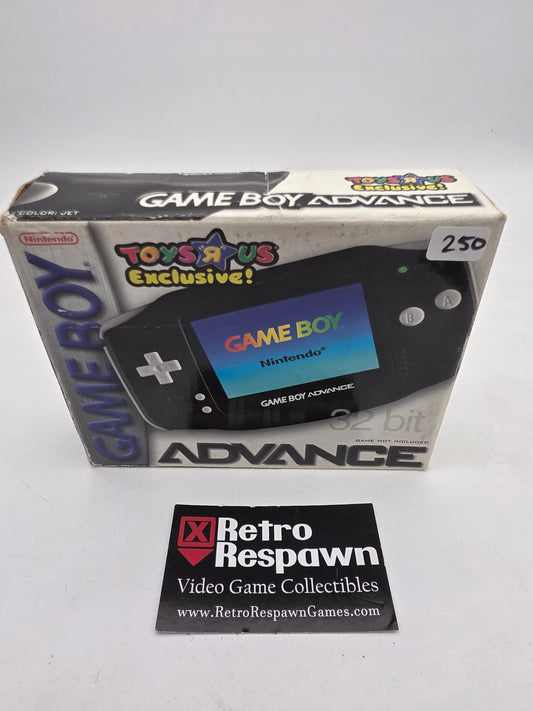 TOYS R US
Exclusive!
GAME BOY ADVANCE
COLOR: JET
Nintendo
250
TOYS R US
Exclusive!
GAME BOY
B A
GAME BOY
Nintendo®
GAME BOY ADVANCE
32 bit
GAME NOT INCLUDED
ADVANCE
X Retro
Respawn
Video Game Collectibles
www.RetroRespawnGames.com